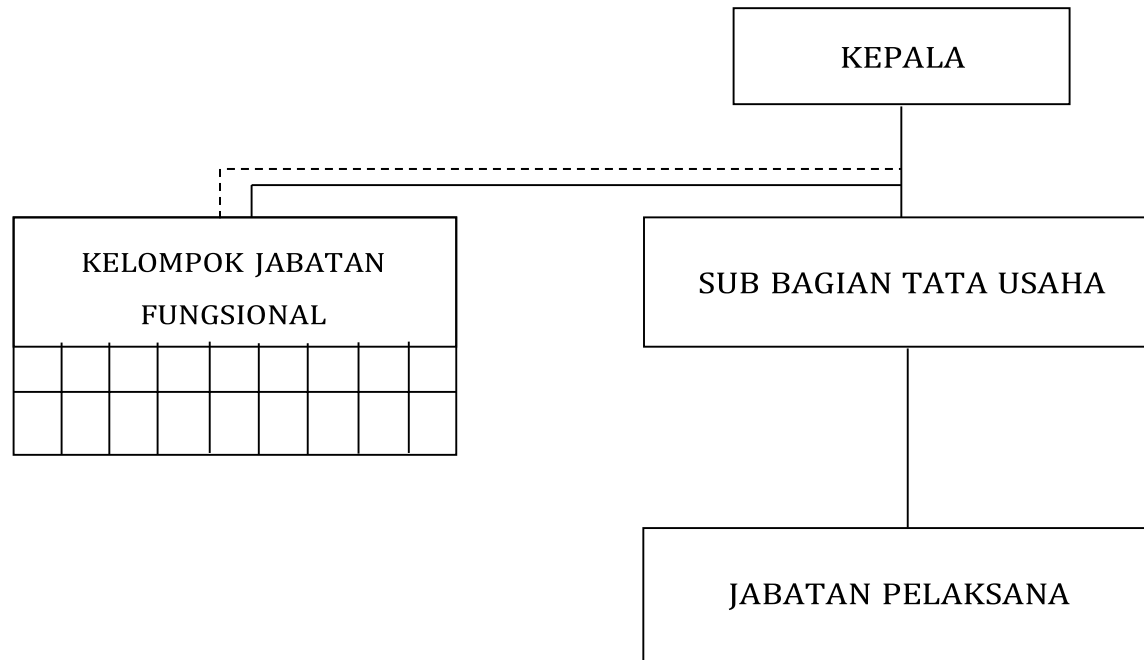 KEPALA
KELOMPOK JABATAN
FUNGSIONAL
SUB BAGIAN TATA USAHA
JABATAN PELAKSANA